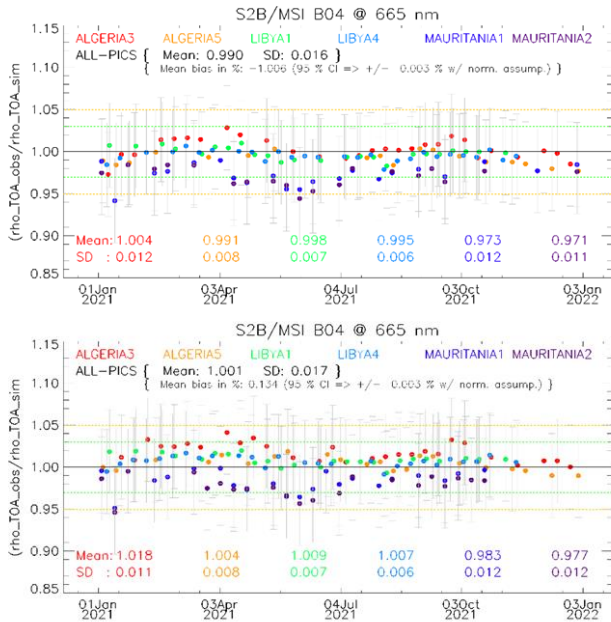 S2B/MSI B04 @ 665 nm
ALGERIA3 ALGERIA5 LIBYA1 LIBYA4 MAURITANIA1 MAURITANIA2
ALL-PICS { Mean: 0.990 SD: 0.016 }
{ Mean bias in %: -1.006 (95 % CI => +/- 0.003 % w/ norm. assump.) }
(rho_TOA_obs/rho_TOA_sim
1.15
1.10
1.05
1.00
0.95
0.90
0.85
Mean: 1.004 0.991 0.998 0.995 0.973 0.971
SD : 0.012 0.008 0.007 0.006 0.012 0.011
01Jan 03Apr 04Jul 03Oct 03Jan
2021 2021 2021 2021 2022
S2B/MSI B04 @ 665 nm
ALGERIA3 ALGERIA5 LIBYA1 LIBYA4 MAURITANIA1 MAURITANIA2
ALL-PICS { Mean: 1.001 SD: 0.017 }
{ Mean bias in %: 0.134 (95 % CI => +/- 0.003 % w/ norm. assump.) }
(rho_TOA_obs/rho_TOA_sim
1.15
1.10
1.05
1.00
0.95
0.90
0.85
Mean: 1.018 1.004 1.009 1.007 0.983 0.977
SD : 0.011 0.008 0.007 0.006 0.012 0.012
01Jan 03Apr 04Jul 03Oct 03Jan
2021 2021 2021 2021 2022